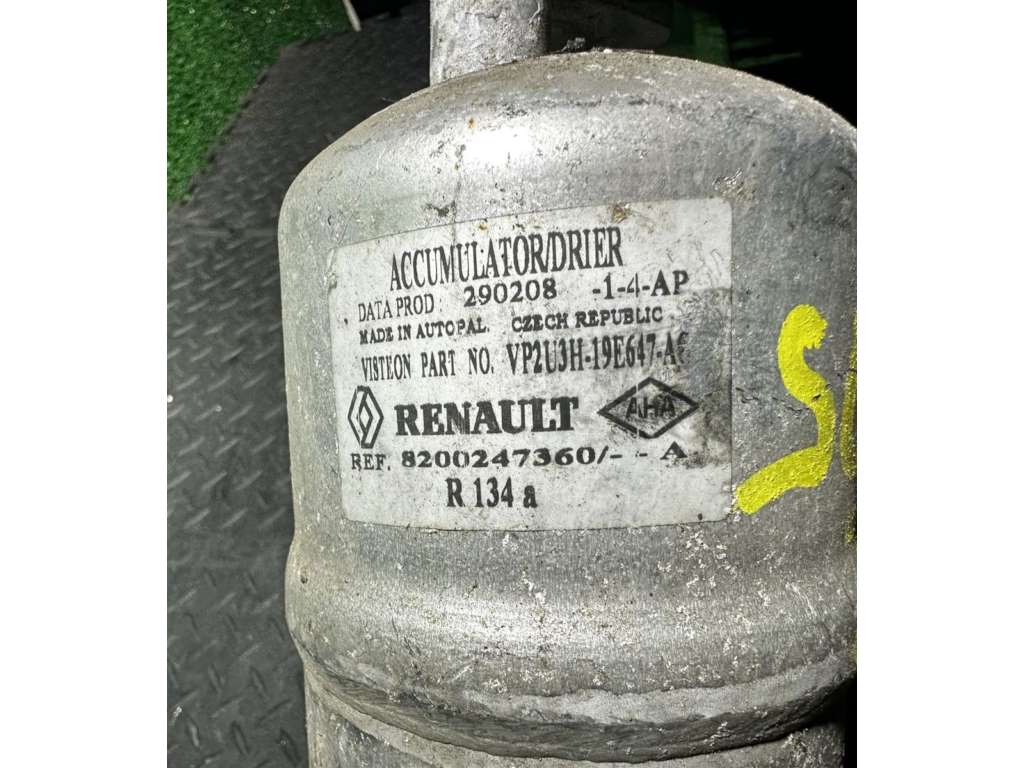 ACCUMULATOR/DRIER
DATA PROD 290208 -1-4-AP
MADE IN AUTOPAL. CZECH REPUBLIC
VISTEON PART NO. VP2U3H-19E647-A
RENAULT AHA
REF. 8200247360/- - A
R 134 a